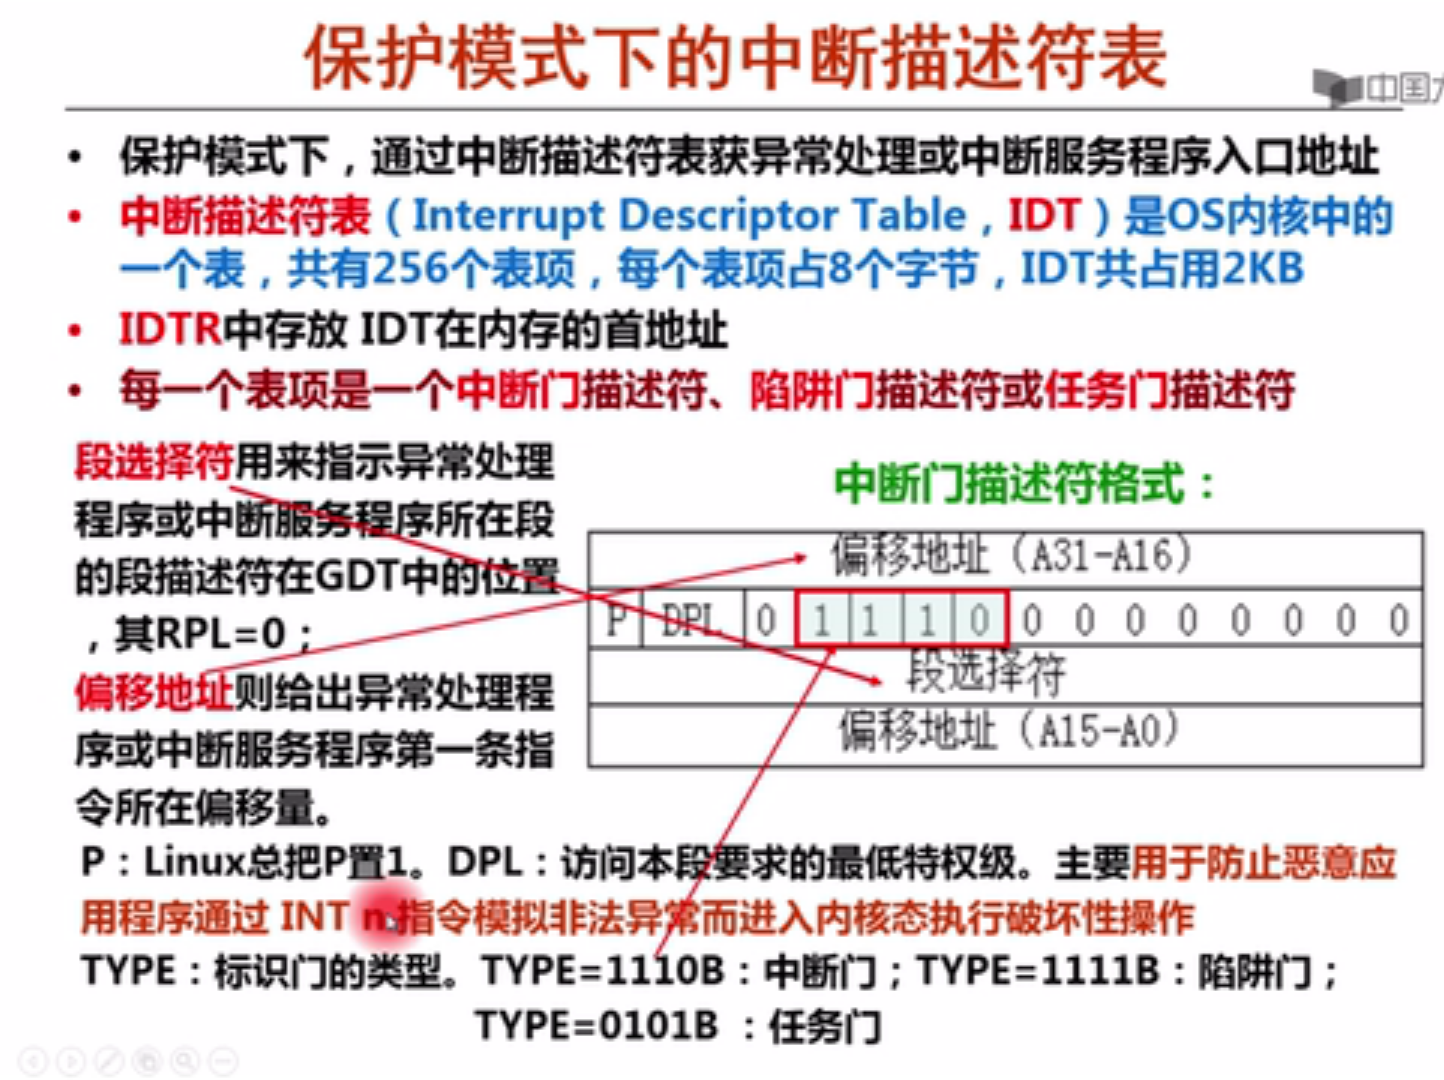 保护模式下的中断描述符表
中国大
• 保护模式下，通过中断描述符表获异常处理或中断服务程序入口地址
• 中断描述符表（Interrupt Descriptor Table，IDT）是OS内核中的
一个表，共有256个表项，每个表项占8个字节，IDT共占用2KB
• IDTR中存放 IDT在内存的首地址
• 每一个表项是一个中断门描述符、陷阱门描述符或任务门描述符
段选择符用来指示异常处理
程序或中断服务程序所在段
的段描述符在GDT中的位置
，其RPL=0；
偏移地址则给出异常处理程
序或中断服务程序第一条指
令所在偏移量。
中断门描述符格式：
偏移地址（A31-A16）
P DPL 0 1 1 1 0 0 0 0 0 0 0 0 0
段选择符
偏移地址（A15-A0）
P：Linux总把P置1。DPL：访问本段要求的最低特权级。主要用于防止恶意应
用程序通过 INT n 指令模拟非法异常而进入内核态执行破坏性操作
TYPE：标识门的类型。TYPE=1110B：中断门；TYPE=1111B：陷阱门；
TYPE=0101B ：任务门